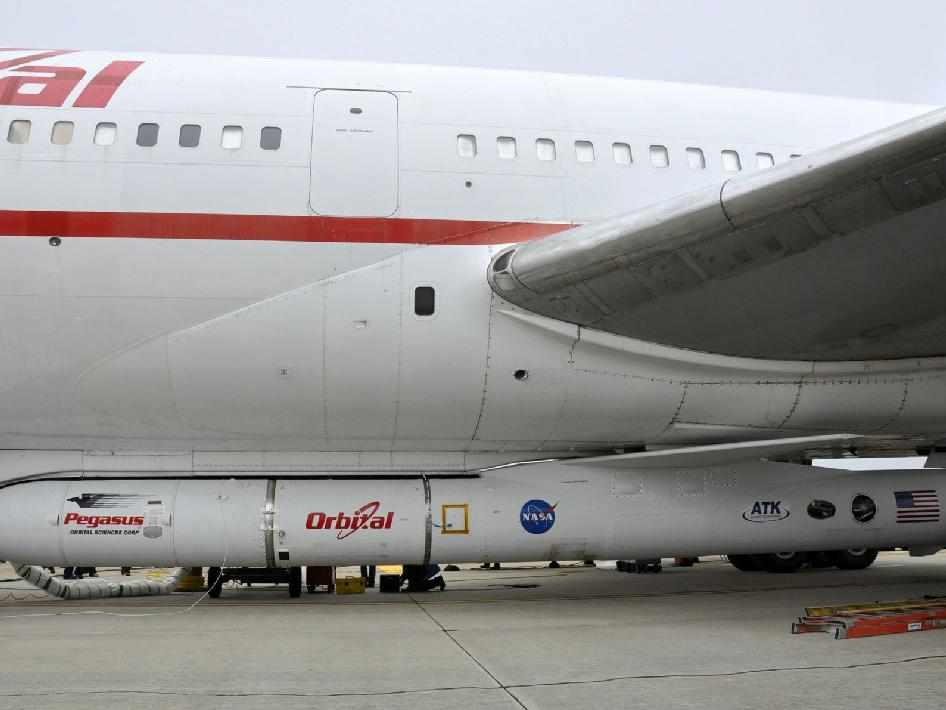 al
Pegasus
ORBITAL SCIENCES CORP
Orbital
NASA
ATK